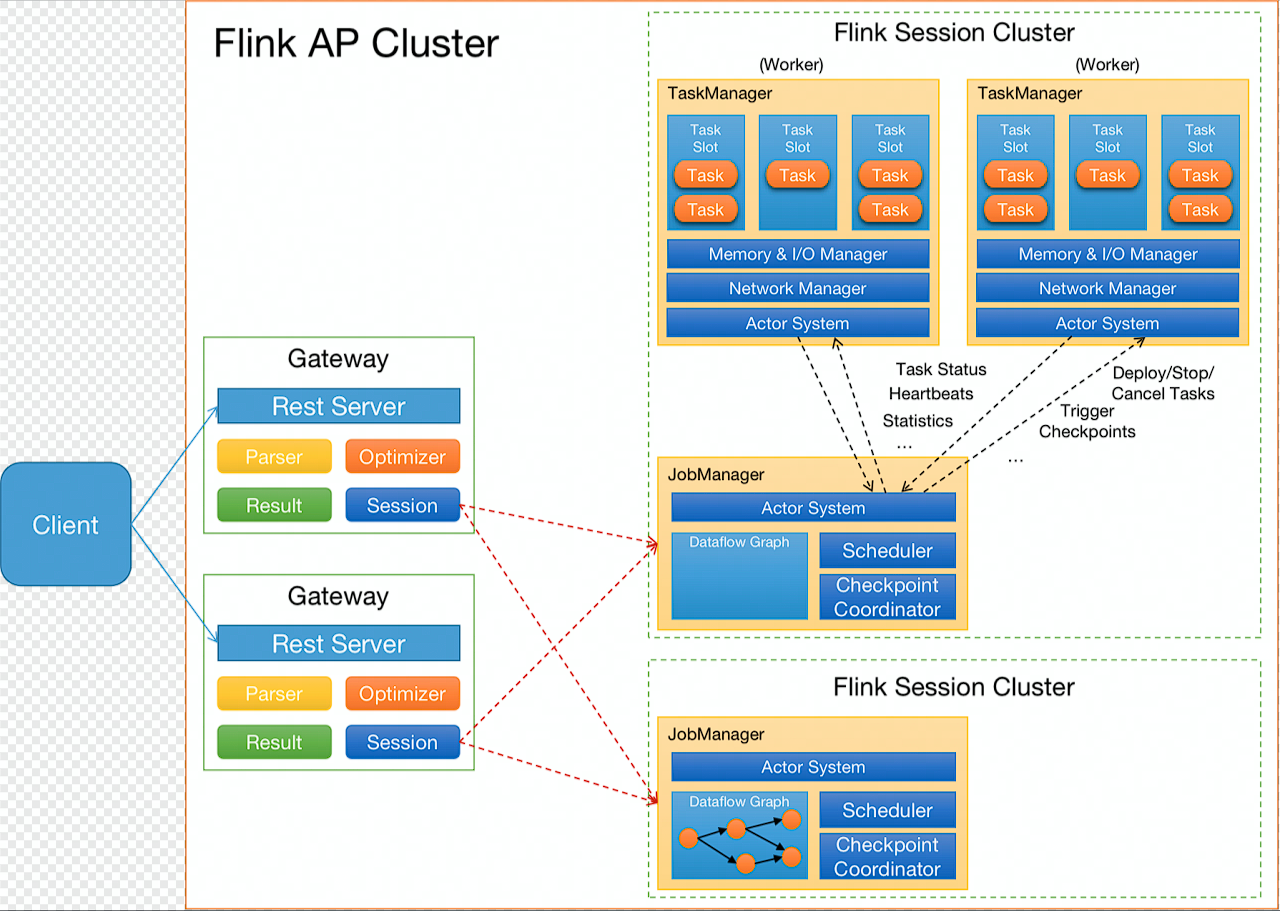 Flink AP Cluster
Client
Gateway
Rest Server
Parser
Optimizer
Result
Session
Gateway
Rest Server
Parser
Optimizer
Result
Session
Flink Session Cluster
(Worker)
TaskManager
Task
Slot
Task
Task
Task
Slot
Task
Task
Slot
Task
Task
Memory & I/O Manager
Network Manager
Actor System
(Worker)
TaskManager
Task
Slot
Task
Task
Task
Slot
Task
Task
Slot
Task
Task
Memory & I/O Manager
Network Manager
Actor System
Task Status
Heartbeats
Statistics
...
Deploy/Stop/
Cancel Tasks
Trigger
Checkpoints
...
JobManager
Actor System
Dataflow Graph
Scheduler
Checkpoint
Coordinator
Flink Session Cluster
JobManager
Actor System
Dataflow Graph
Scheduler
Checkpoint
Coordinator